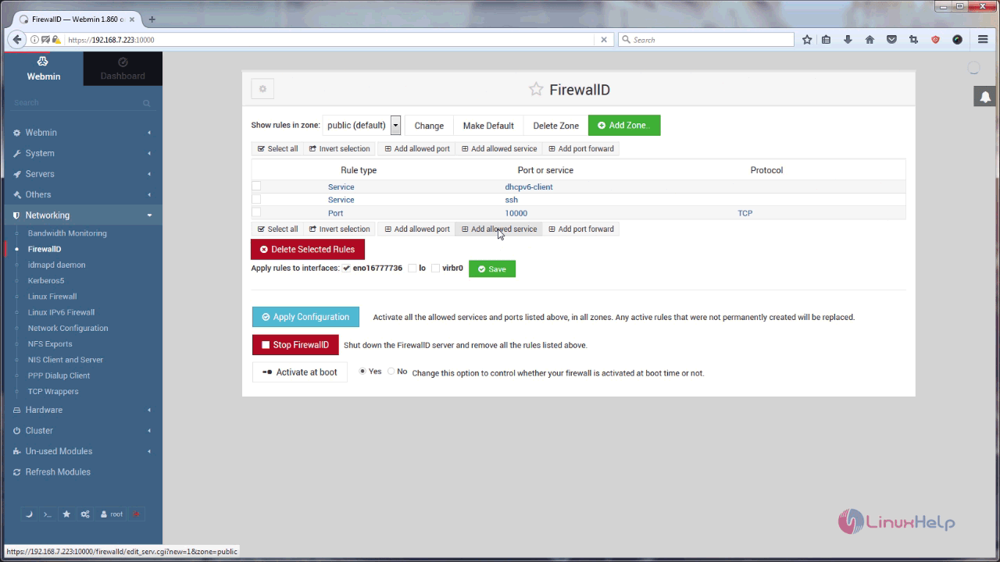 FirewallD — Webmin 1.860 o
https://192.168.7.223:10000
Search
Webmin
Dashboard
Search
Webmin
System
Servers
Others
Networking
Bandwidth Monitoring
FirewallD
idmapd daemon
Kerberos5
Linux Firewall
Linux IPv6 Firewall
Network Configuration
NFS Exports
NIS Client and Server
PPP Dialup Client
TCP Wrappers
Hardware
Cluster
Un-used Modules
Refresh Modules
root
FirewallD
Show rules in zone: public (default) Change Make Default Delete Zone Add Zone..
Select all Invert selection Add allowed port Add allowed service Add port forward
Rule type Port or service Protocol
Service dhcpv6-client
Service ssh
Port 10000 TCP
Select all Invert selection Add allowed port Add allowed service Add port forward
Delete Selected Rules
Apply rules to interfaces: eno16777736 lo virbr0 Save
Apply Configuration Activate all the allowed services and ports listed above, in all zones. Any active rules that were not permanently created will be replaced.
Stop FirewallD Shut down the FirewallD server and remove all the rules listed above.
Activate at boot Yes No Change this option to control whether your firewall is activated at boot time or not.
LinuxHelp
https://192.168.7.223:10000/firewalld/edit_serv.cgi?new=1&zone=public